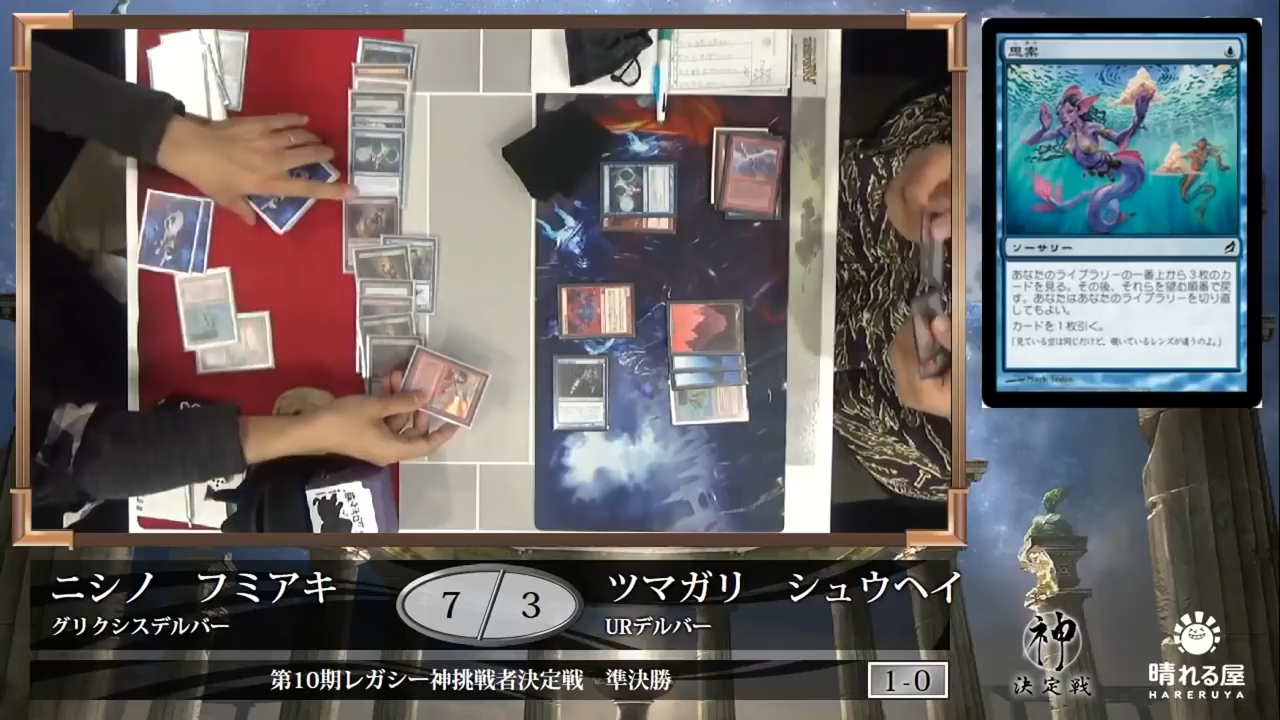 思案
ソーサリー
あなたのライブラリーの一番上から３枚のカ
ードを見る。その後、それらを望む順番で戻
す。あなたはあなたのライブラリーを切り直
してもよい。
カードを１枚引く。
「見ている空は同じだけど、覗いているレンズが違うのよ。」
ニシノ　フミアキ
グリクシスデルバー
7 / 3
ツマガリ　シュウヘイ
URデルバー
第10期レガシー神挑戦者決定戦　準決勝
1-0
神
決定戦
晴れる屋
HARERUYA